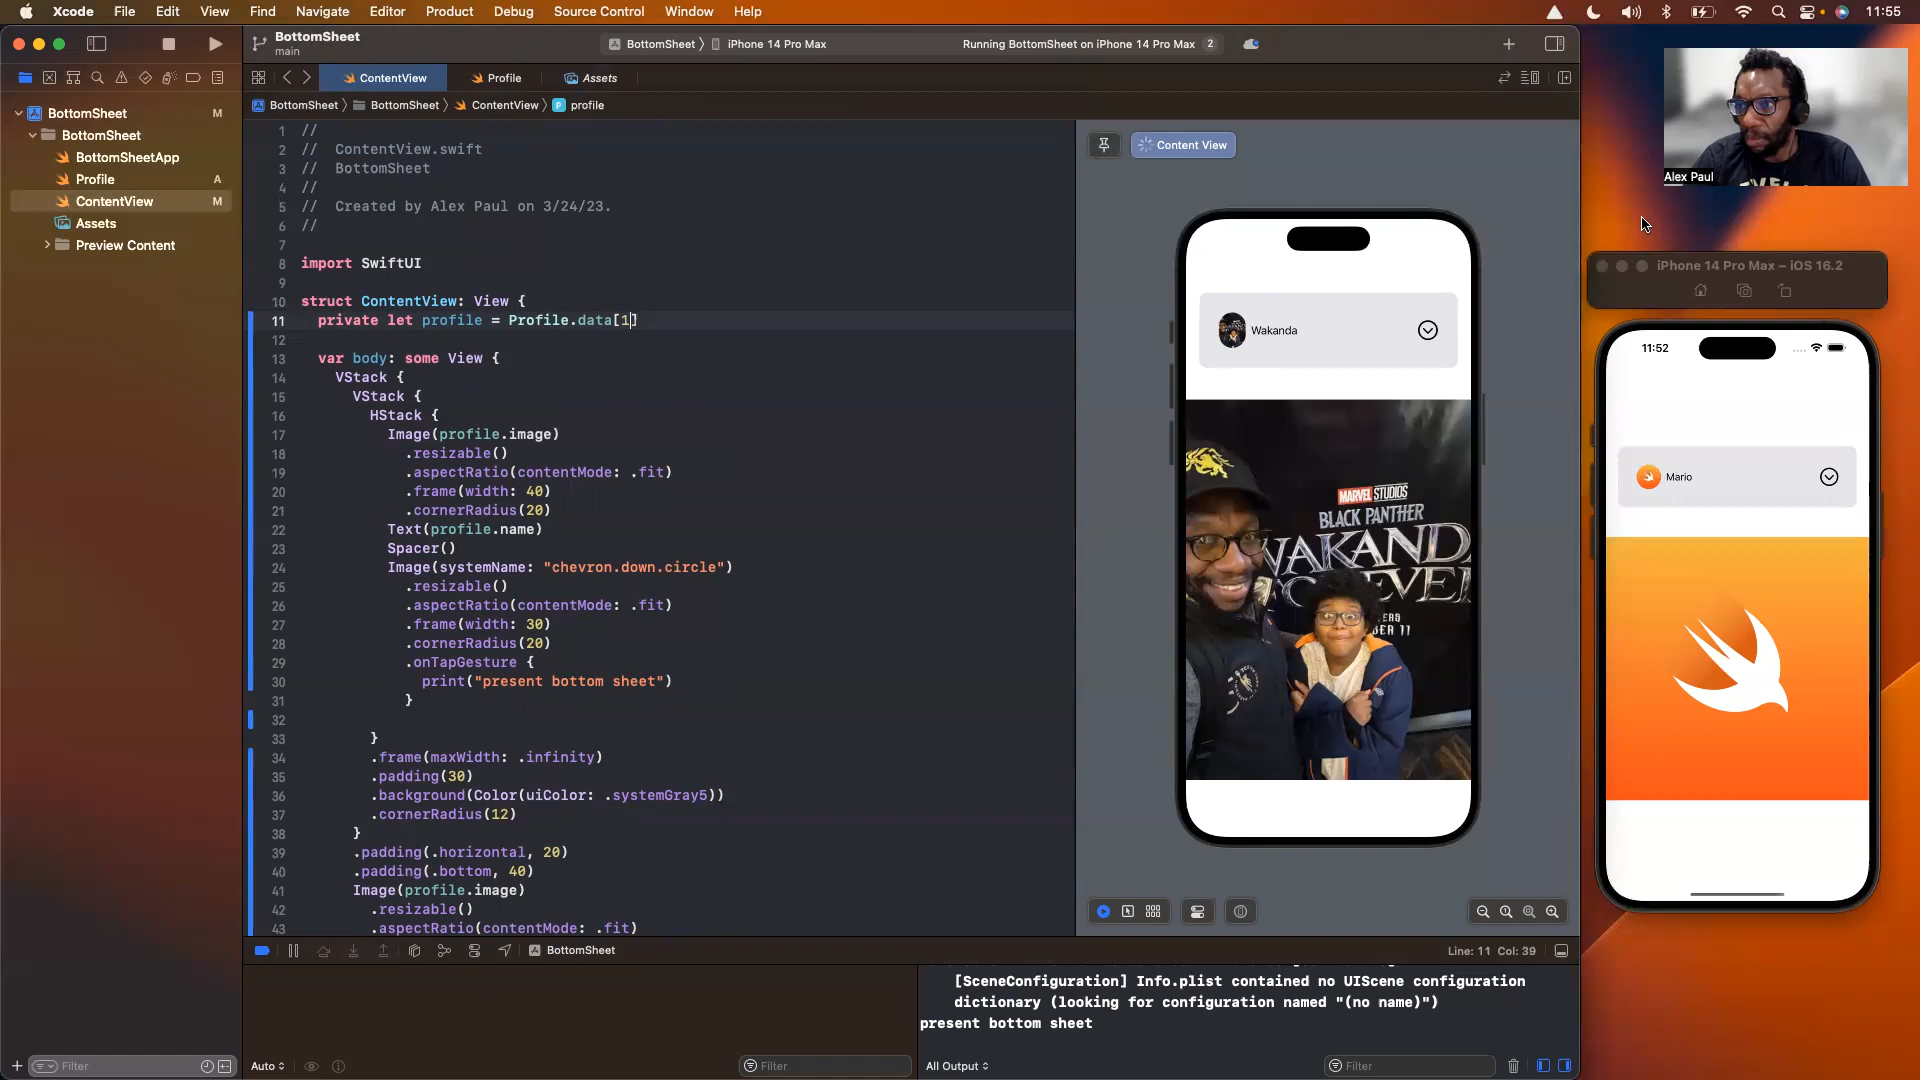 Xcode File Edit View Find Navigate Editor Product Debug Source Control Window Help 11:55
BottomSheet
main
BottomSheet iPhone 14 Pro Max
Running BottomSheet on iPhone 14 Pro Max 2
ContentView Profile Assets
BottomSheet BottomSheet ContentView profile
BottomSheet M
BottomSheet
BottomSheetApp
Profile A
ContentView M
Assets
Preview Content
1 //
2 // ContentView.swift
3 // BottomSheet
4 //
5 // Created by Alex Paul on 3/24/23.
6 //
7
8 import SwiftUI
9
10 struct ContentView: View {
11 private let profile = Profile.data[1]
12
13 var body: some View {
14 VStack {
15 VStack {
16 HStack {
17 Image(profile.image)
18 .resizable()
19 .aspectRatio(contentMode: .fit)
20 .frame(width: 40)
21 .cornerRadius(20)
22 Text(profile.name)
23 Spacer()
24 Image(systemName: "chevron.down.circle")
25 .resizable()
26 .aspectRatio(contentMode: .fit)
27 .frame(width: 30)
28 .cornerRadius(20)
29 .onTapGesture {
30 print("present bottom sheet")
31 }
32
33 }
34 .frame(maxWidth: .infinity)
35 .padding(30)
36 .background(Color(uiColor: .systemGray5))
37 .cornerRadius(12)
38 }
39 .padding(.horizontal, 20)
40 .padding(.bottom, 40)
41 Image(profile.image)
42 .resizable()
43 .aspectRatio(contentMode: .fit)
Content View
Wakanda
MARVEL STUDIOS
BLACK PANTHER
WAKAND
Alex Paul
iPhone 14 Pro Max – iOS 16.2
11:52
Mario
BottomSheet
Line: 11 Col: 39
[SceneConfiguration] Info.plist contained no UIScene configuration
dictionary (looking for configuration named "(no name)")
present bottom sheet
Filter
Auto
Filter
All Output
Filter